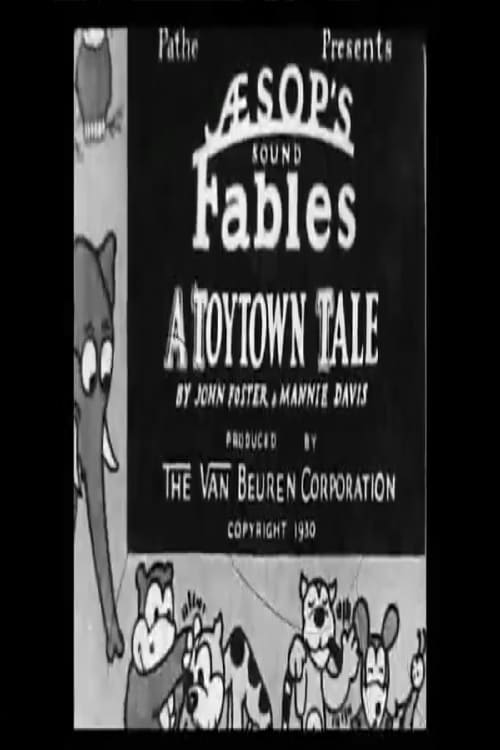 Pathe Presents
ÆSOP'S
SOUND
Fables
A TOYTOWN TALE
BY JOHN FOSTER & MANNIE DAVIS
PRODUCED BY
THE VAN BEUREN CORPORATION
COPYRIGHT 1930